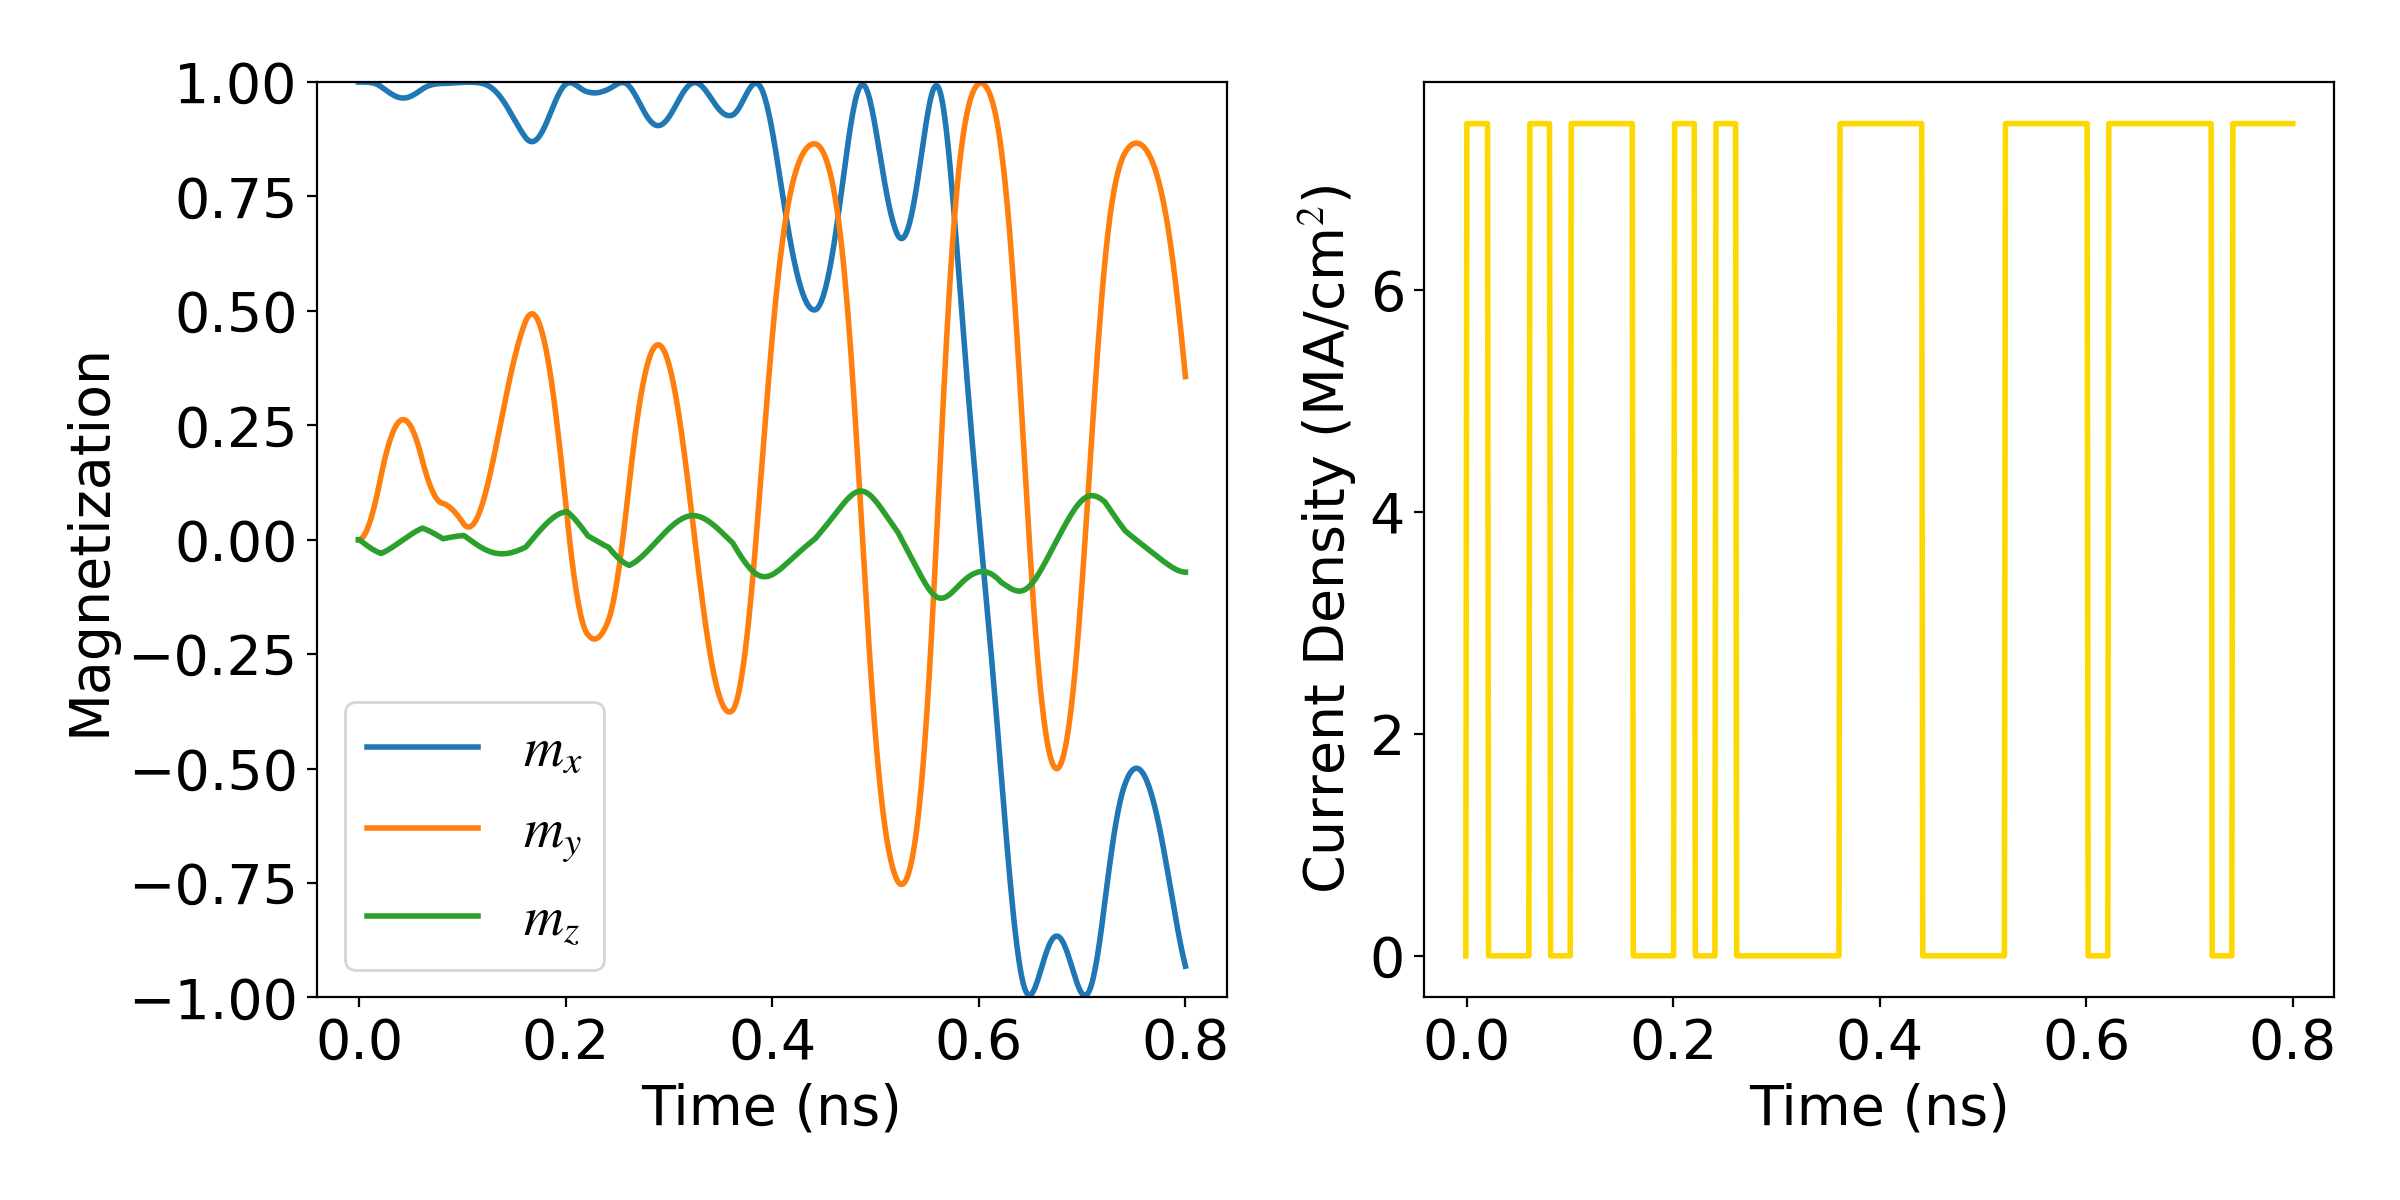 1.00
0.75
0.50
0.25
0.00
−0.25
−0.50
−0.75
−1.00
Magnetization
m_x
m_y
m_z
0.0 0.2 0.4 0.6 0.8
Time (ns)
6
4
2
0
Current Density (MA/cm²)
0.0 0.2 0.4 0.6 0.8
Time (ns)